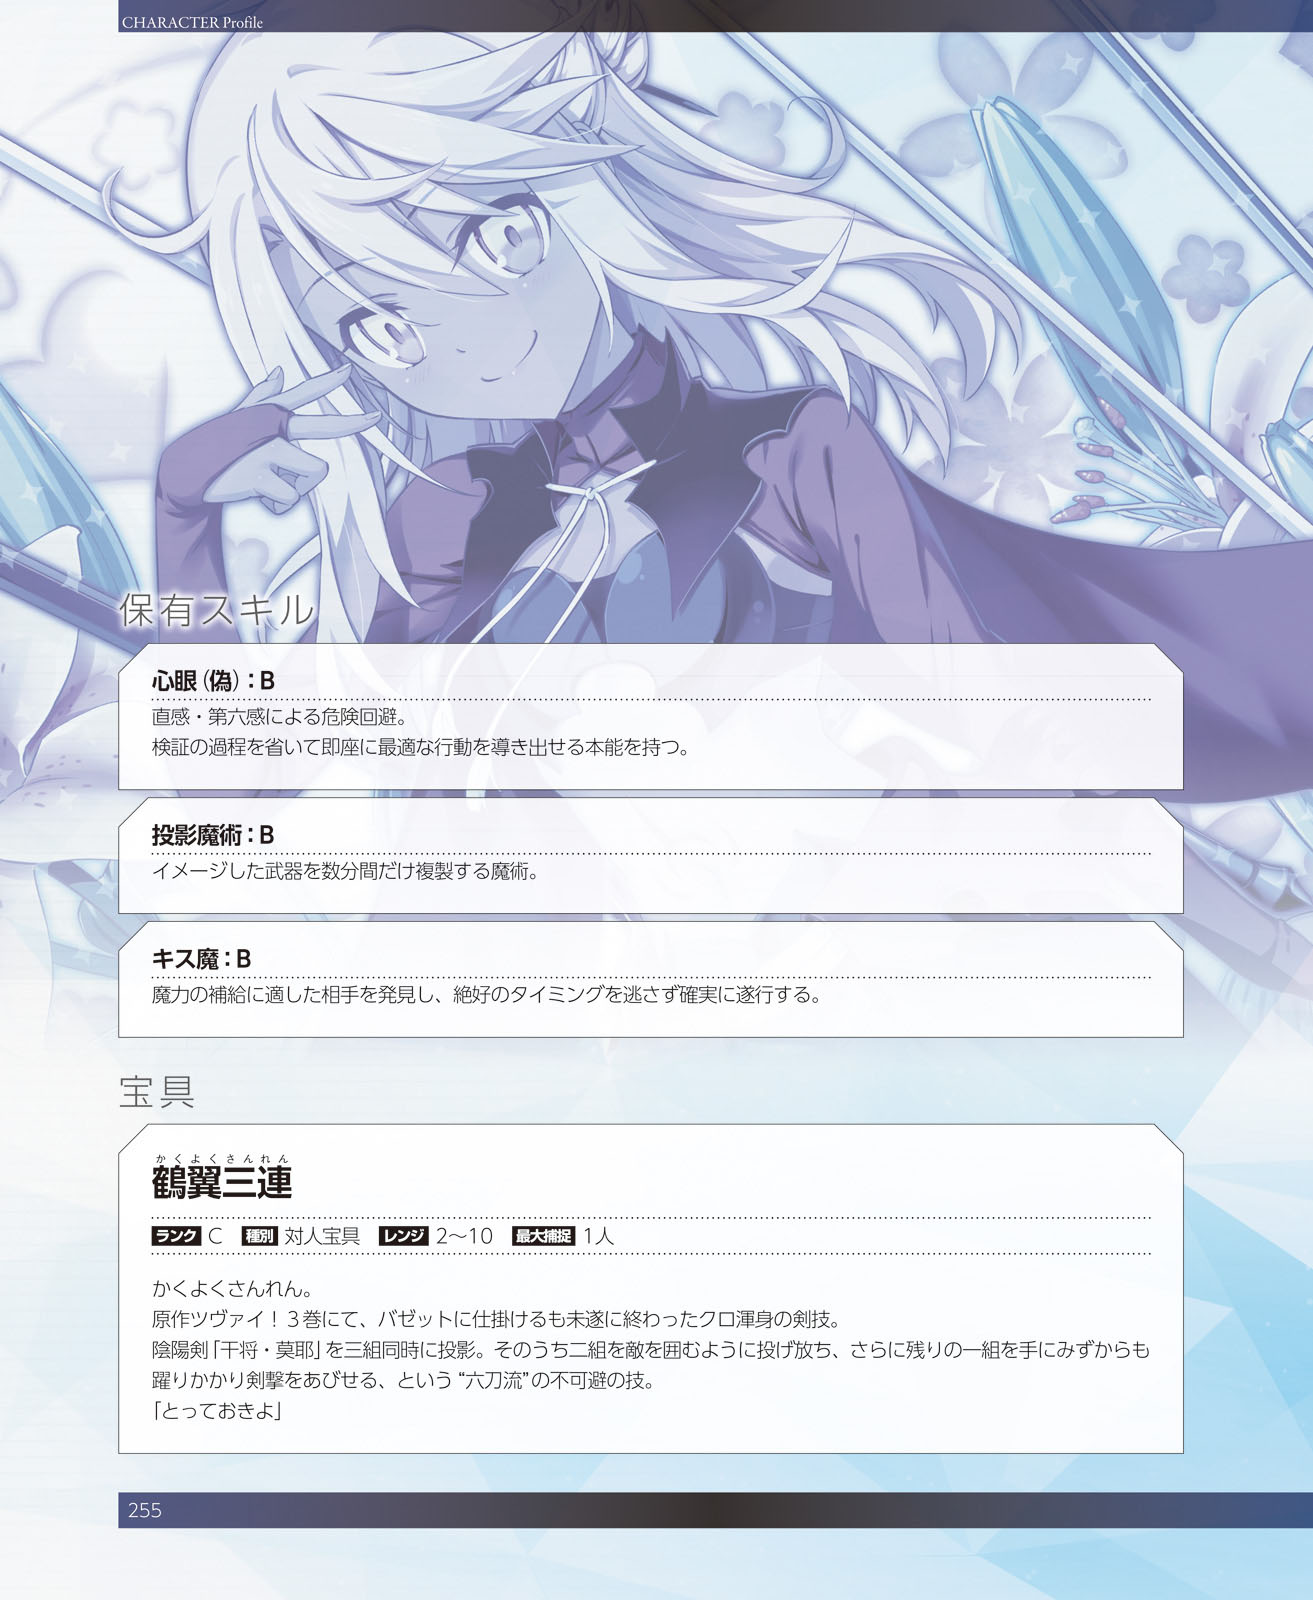 CHARACTER Profile
保有スキル
心眼（偽）：B
直感・第六感による危険回避。
検証の過程を省いて即座に最適な行動を導き出せる本能を持つ。
投影魔術：B
イメージした武器を数分間だけ複製する魔術。
キス魔：B
魔力の補給に適した相手を発見し、絶好のタイミングを逃さず確実に遂行する。
宝具
かくよくさんれん
鶴翼三連
ランク C 種別 対人宝具 レンジ 2～10 最大捕捉 1人
かくよくさんれん。
原作ツヴァイ！３巻にて、バゼットに仕掛けるも未遂に終わったクロ渾身の剣技。
陰陽剣「干将・莫耶」を三組同時に投影。そのうち二組を敵を囲むように投げ放ち、さらに残りの一組を手にみずからも
躍りかかり剣撃をあびせる、という“六刀流”の不可避の技。
「とっておきよ」
255